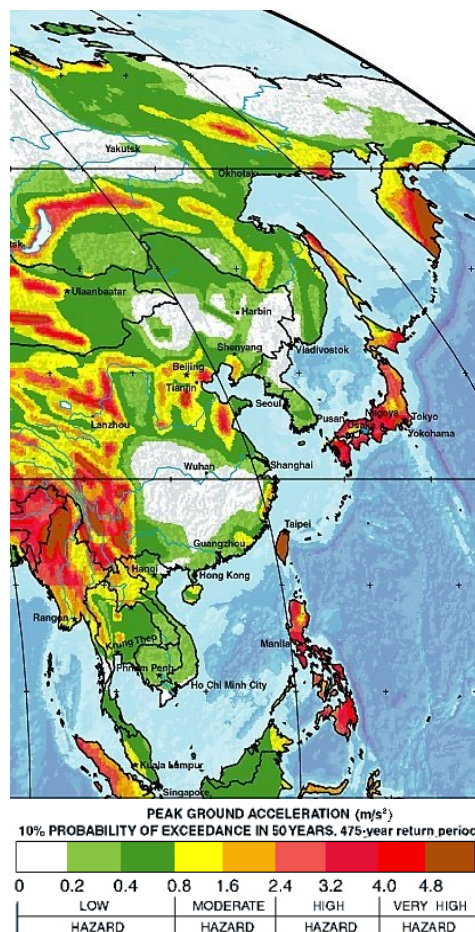 Yakutsk
Okhotsk
tsk
Ulaanbaatar
Harbin
Shenyang
Vladivostok
Beijing
Tianjin
Seoul
Pusan
Nagoya
Tokyo
Osaka
Yokohama
Lanzhou
Wuhan
Shanghai
Taipei
Guangzhou
Hanoi
Hong Kong
Rangon
Krung Thep
Manila
Phnom Penh
Ho Chi Minh City
Kuala Lumpur
Singapore
PEAK GROUND ACCELERATION (m/s²)
10% PROBABILITY OF EXCEEDANCE IN 50 YEARS, 475-year return period
0 0.2 0.4 0.8 1.6 2.4 3.2 4.0 4.8
LOW MODERATE HIGH VERY HIGH
HAZARD HAZARD HAZARD HAZARD